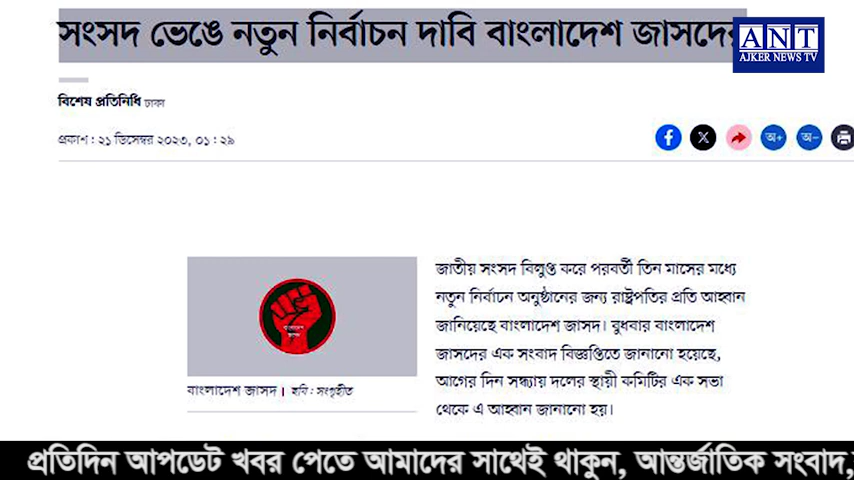 সংসদ ভেঙে নতুন নির্বাচন দাবি বাংলাদেশ জাসদের
ANT
AJKER NEWS TV
বিশেষ প্রতিনিধি ঢাকা
প্রকাশ : ২১ ডিসেম্বর ২০২৩, ০১ : ২৯
অ+ অ-
জাতীয় সংসদ বিলুপ্ত করে পরবর্তী তিন মাসের মধ্যে
নতুন নির্বাচন অনুষ্ঠানের জন্য রাষ্ট্রপতির প্রতি আহ্বান
জানিয়েছে বাংলাদেশ জাসদ। বুধবার বাংলাদেশ
জাসদের এক সংবাদ বিজ্ঞপ্তিতে জানানো হয়েছে,
আগের দিন সন্ধ্যায় দলের স্থায়ী কমিটির এক সভা
থেকে এ আহ্বান জানানো হয়।
বাংলাদেশ
জাসদ
বাংলাদেশ জাসদ। ছবি : সংগৃহীত
প্রতিদিন আপডেট খবর পেতে আমাদের সাথেই থাকুন, আন্তর্জাতিক সংবাদ,